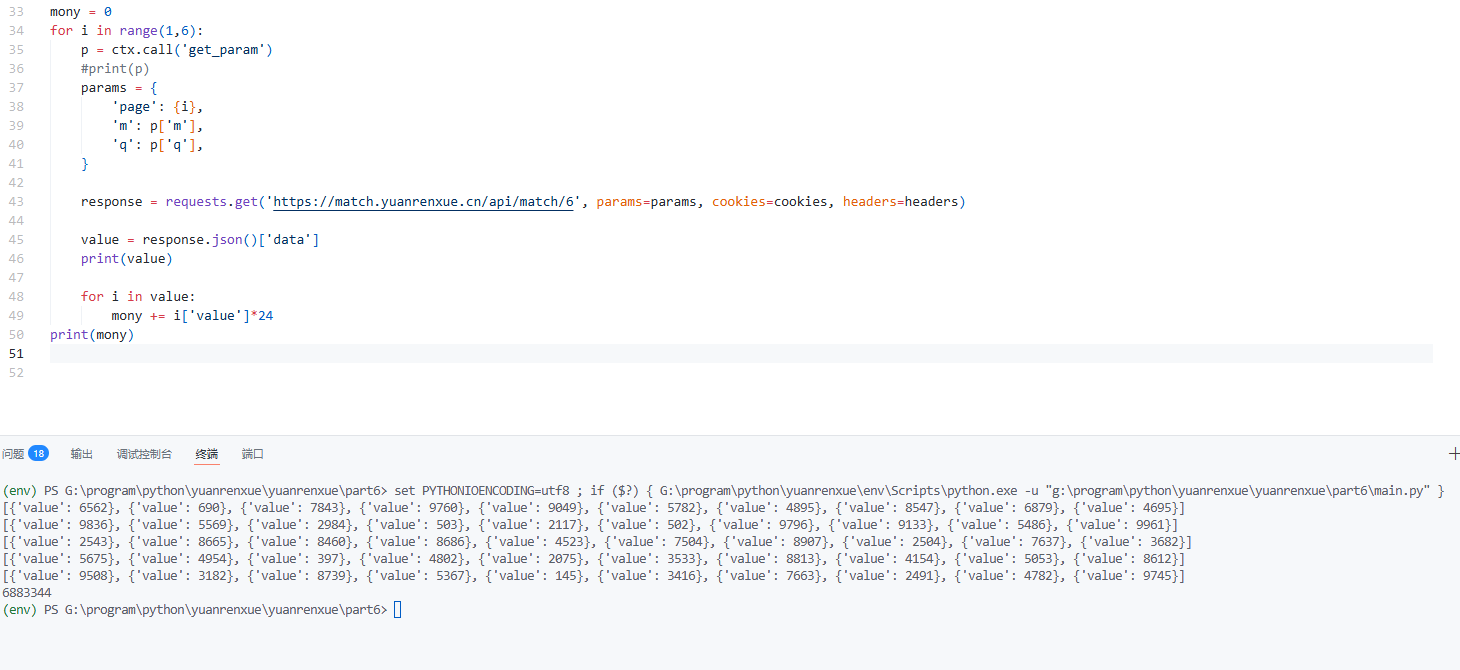 33 mony = 0
34 for i in range(1,6):
35     p = ctx.call('get_param')
36     #print(p)
37     params = {
38         'page': {i},
39         'm': p['m'],
40         'q': p['q'],
41     }
42
43     response = requests.get('https://match.yuanrenxue.cn/api/match/6', params=params, cookies=cookies, headers=headers)
44
45     value = response.json()['data']
46     print(value)
47
48     for i in value:
49         mony += i['value']*24
50 print(mony)
51
52
问题 18 输出 调试控制台 终端 端口 +
(env) PS G:\program\python\yuanrenxue\yuanrenxue\part6> set PYTHONIOENCODING=utf8 ; if ($?) { G:\program\python\yuanrenxue\env\Scripts\python.exe -u "g:\program\python\yuanrenxue\yuanrenxue\part6\main.py" }
[{'value': 6562}, {'value': 690}, {'value': 7843}, {'value': 9760}, {'value': 9049}, {'value': 5782}, {'value': 4895}, {'value': 8547}, {'value': 6879}, {'value': 4695}]
[{'value': 9836}, {'value': 5569}, {'value': 2984}, {'value': 503}, {'value': 2117}, {'value': 502}, {'value': 9796}, {'value': 9133}, {'value': 5486}, {'value': 9961}]
[{'value': 2543}, {'value': 8665}, {'value': 8460}, {'value': 8686}, {'value': 4523}, {'value': 7504}, {'value': 8907}, {'value': 2504}, {'value': 7637}, {'value': 3682}]
[{'value': 5675}, {'value': 4954}, {'value': 397}, {'value': 4802}, {'value': 2075}, {'value': 3533}, {'value': 8813}, {'value': 4154}, {'value': 5053}, {'value': 8612}]
[{'value': 9508}, {'value': 3182}, {'value': 8739}, {'value': 5367}, {'value': 145}, {'value': 3416}, {'value': 7663}, {'value': 2491}, {'value': 4782}, {'value': 9745}]
6883344
(env) PS G:\program\python\yuanrenxue\yuanrenxue\part6>